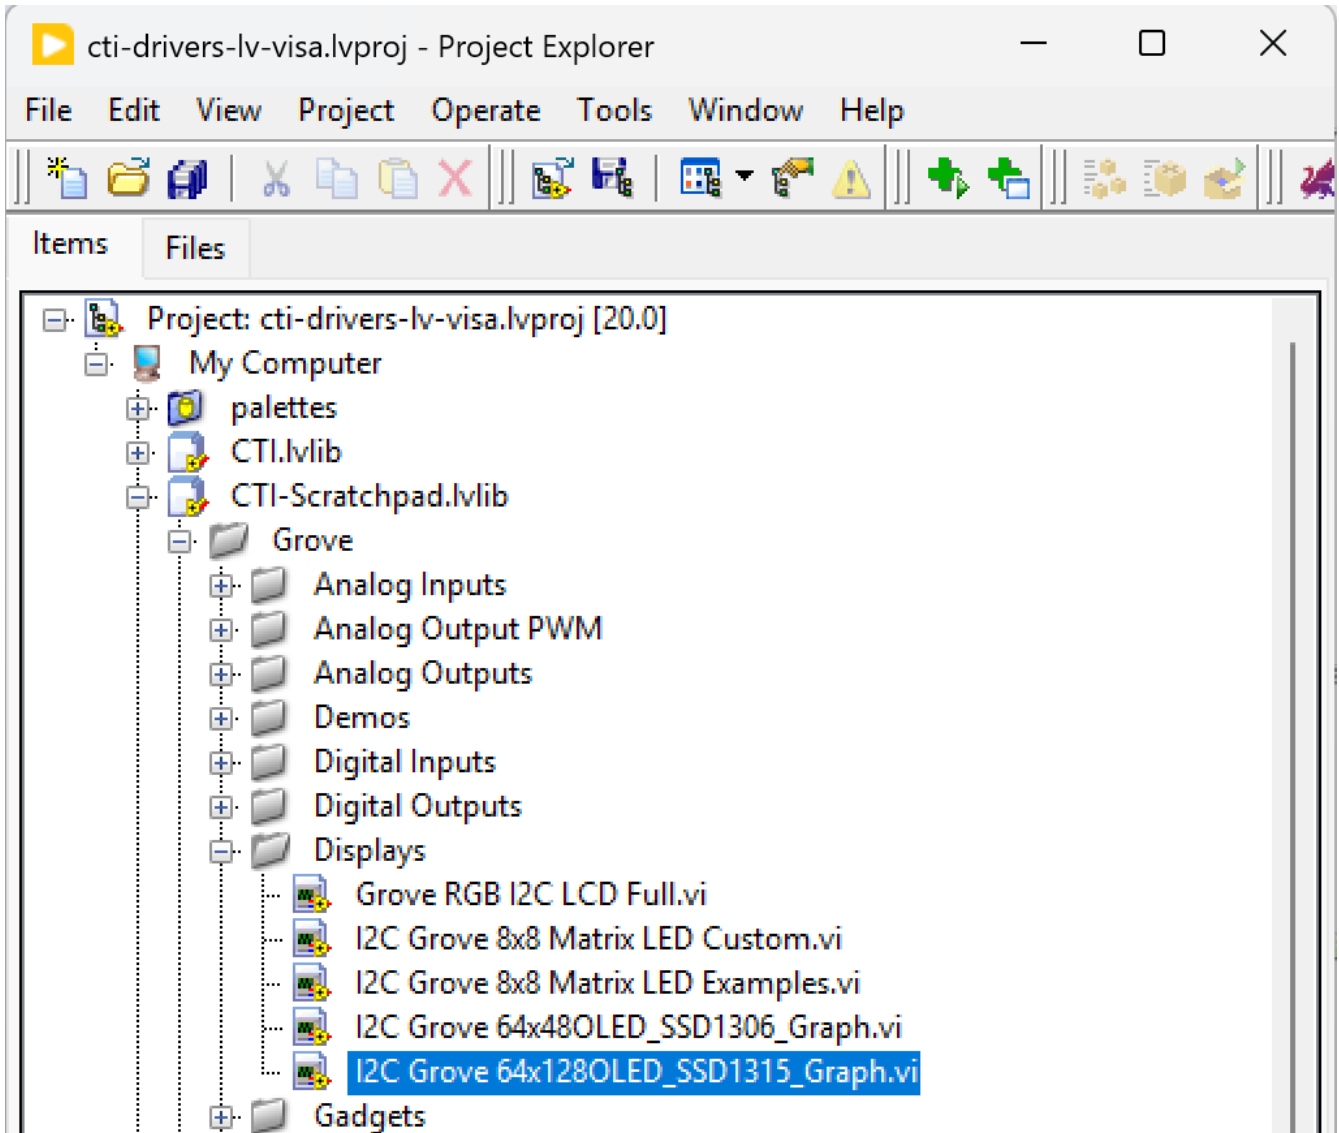 cti-drivers-lv-visa.lvproj - Project Explorer
File Edit View Project Operate Tools Window Help
Items Files
Project: cti-drivers-lv-visa.lvproj [20.0]
My Computer
palettes
CTI.lvlib
CTI-Scratchpad.lvlib
Grove
Analog Inputs
Analog Output PWM
Analog Outputs
Demos
Digital Inputs
Digital Outputs
Displays
Grove RGB I2C LCD Full.vi
I2C Grove 8x8 Matrix LED Custom.vi
I2C Grove 8x8 Matrix LED Examples.vi
I2C Grove 64x48OLED_SSD1306_Graph.vi
I2C Grove 64x128OLED_SSD1315_Graph.vi
Gadgets